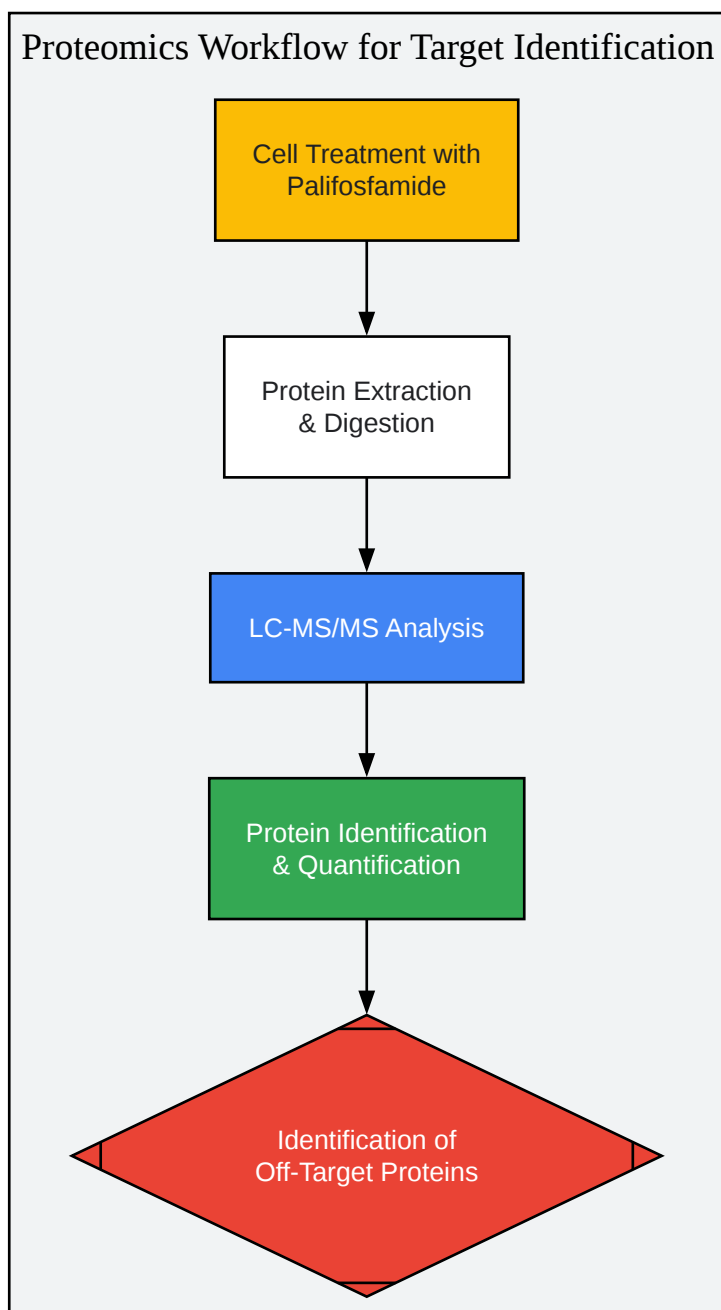 Proteomics Workflow for Target Identification
Cell Treatment with
Palifosfamide
Protein Extraction
& Digestion
LC-MS/MS Analysis
Protein Identification
& Quantification
Identification of
Off-Target Proteins